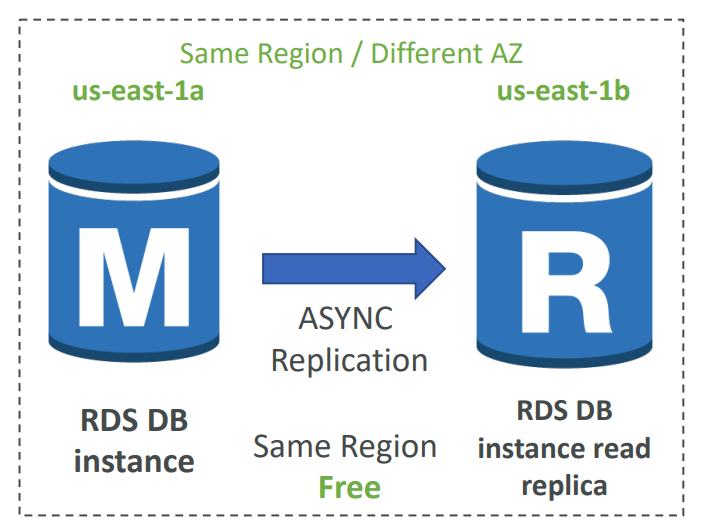 Same Region / Different AZ
us-east-1a
us-east-1b
M
R
ASYNC
Replication
RDS DB
instance
Same Region
Free
RDS DB
instance read
replica